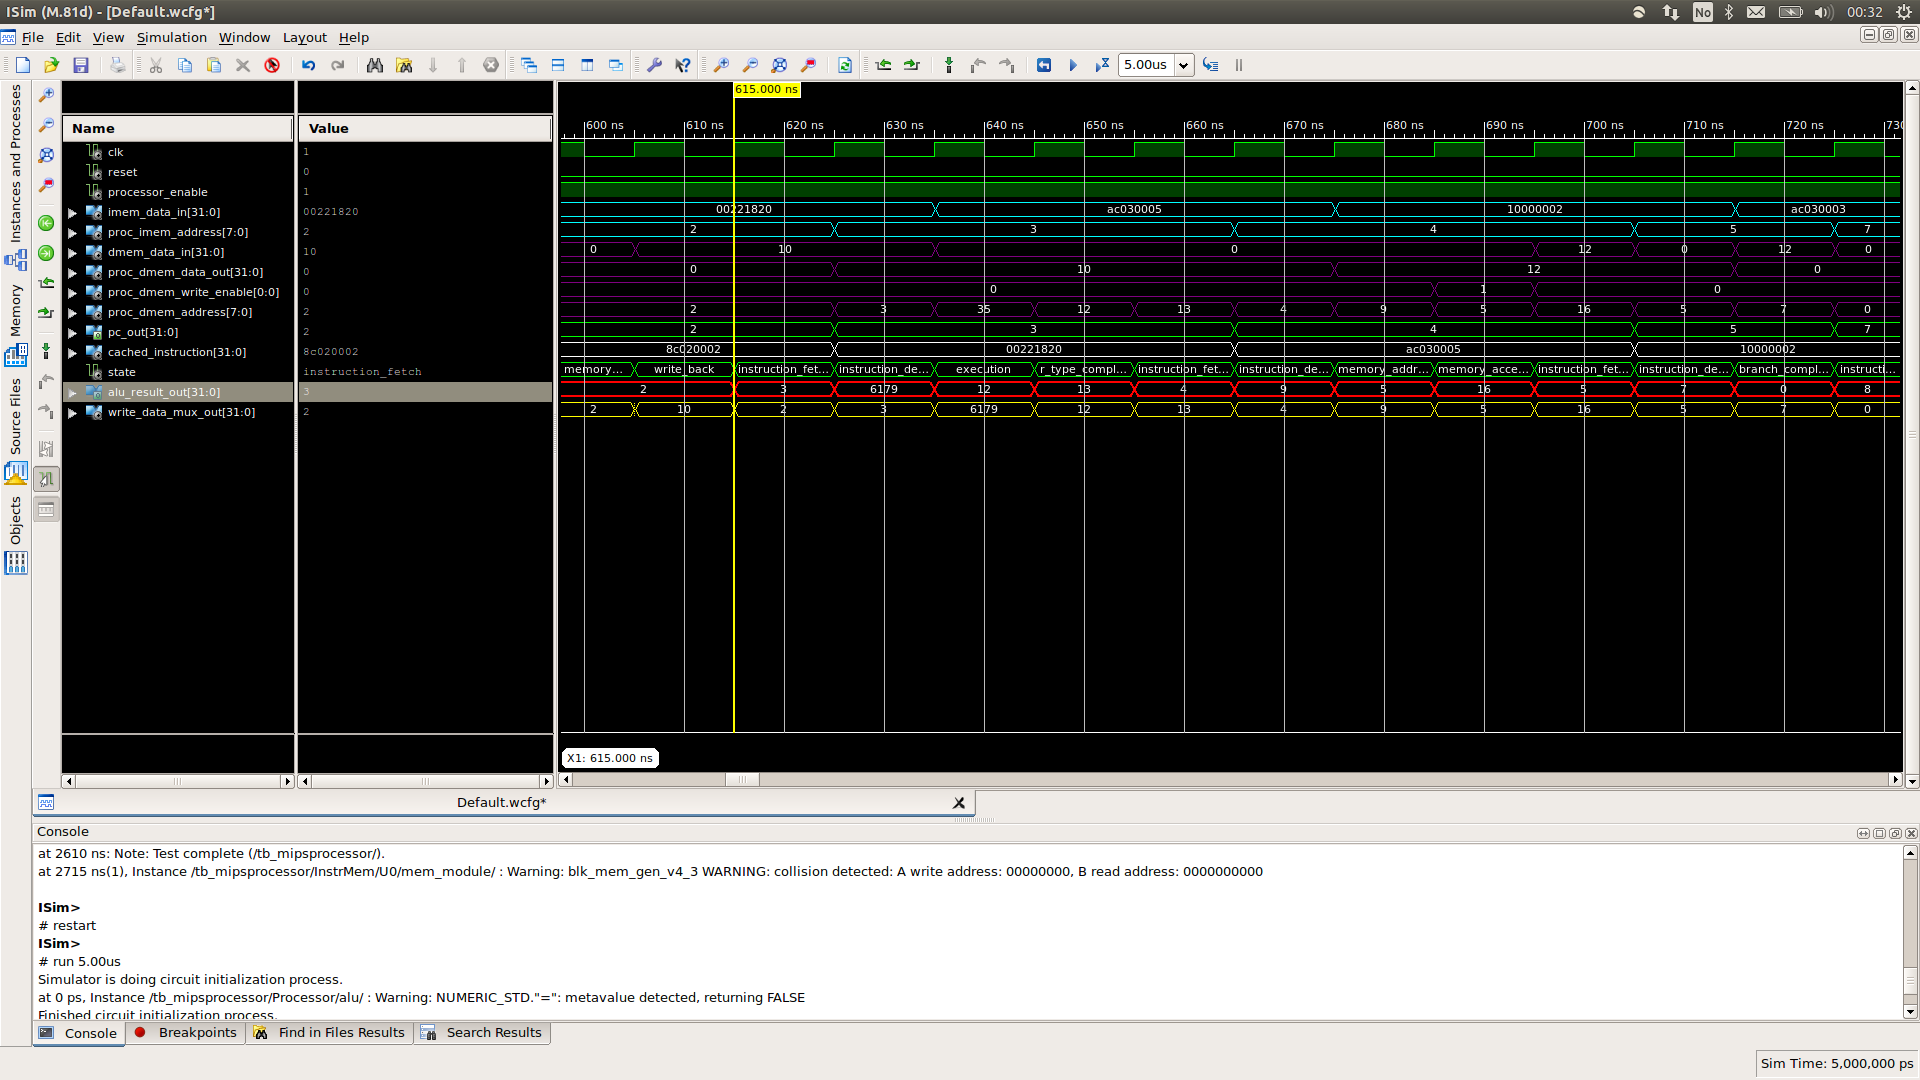 ISim (M.81d) - [Default.wcfg*]
No
00:32
File Edit View Simulation Window Layout Help
5.00us
Instances and Processes
Memory
Source Files
Objects
615.000 ns
600 ns 610 ns 620 ns 630 ns 640 ns 650 ns 660 ns 670 ns 680 ns 690 ns 700 ns 710 ns 720 ns 730
Name Value
clk 1
reset 0
processor_enable 1
imem_data_in[31:0] 00221820 00221820 ac030005 10000002 ac030003
proc_imem_address[7:0] 2 2 3 4 5 7
dmem_data_in[31:0] 10 0 10 0 12 0 12 0
proc_dmem_data_out[31:0] 0 0 10 12 0
proc_dmem_write_enable[0:0] 0 0 1 0
proc_dmem_address[7:0] 2 2 3 35 12 13 4 9 5 16 5 7 0
pc_out[31:0] 2 2 3 4 5 7
cached_instruction[31:0] 8c020002 8c020002 00221820 ac030005 10000002
state instruction_fetch memory... write_back instruction_fet... instruction_de... execution r_type_compl... instruction_fet... instruction_de... memory_addr... memory_acce... instruction_fet... instruction_de... branch_compl... instructi...
alu_result_out[31:0] 3 2 3 6179 12 13 4 9 5 16 5 7 0 8
write_data_mux_out[31:0] 2 2 10 2 3 6179 12 13 4 9 5 16 5 7 0
X1: 615.000 ns
Default.wcfg*
Console
at 2610 ns: Note: Test complete (/tb_mipsprocessor/).
at 2715 ns(1), Instance /tb_mipsprocessor/InstrMem/U0/mem_module/ : Warning: blk_mem_gen_v4_3 WARNING: collision detected: A write address: 00000000, B read address: 0000000000
ISim>
# restart
ISim>
# run 5.00us
Simulator is doing circuit initialization process.
at 0 ps, Instance /tb_mipsprocessor/Processor/alu/ : Warning: NUMERIC_STD."=": metavalue detected, returning FALSE
Finished circuit initialization process.
Console Breakpoints Find in Files Results Search Results
Sim Time: 5,000,000 ps